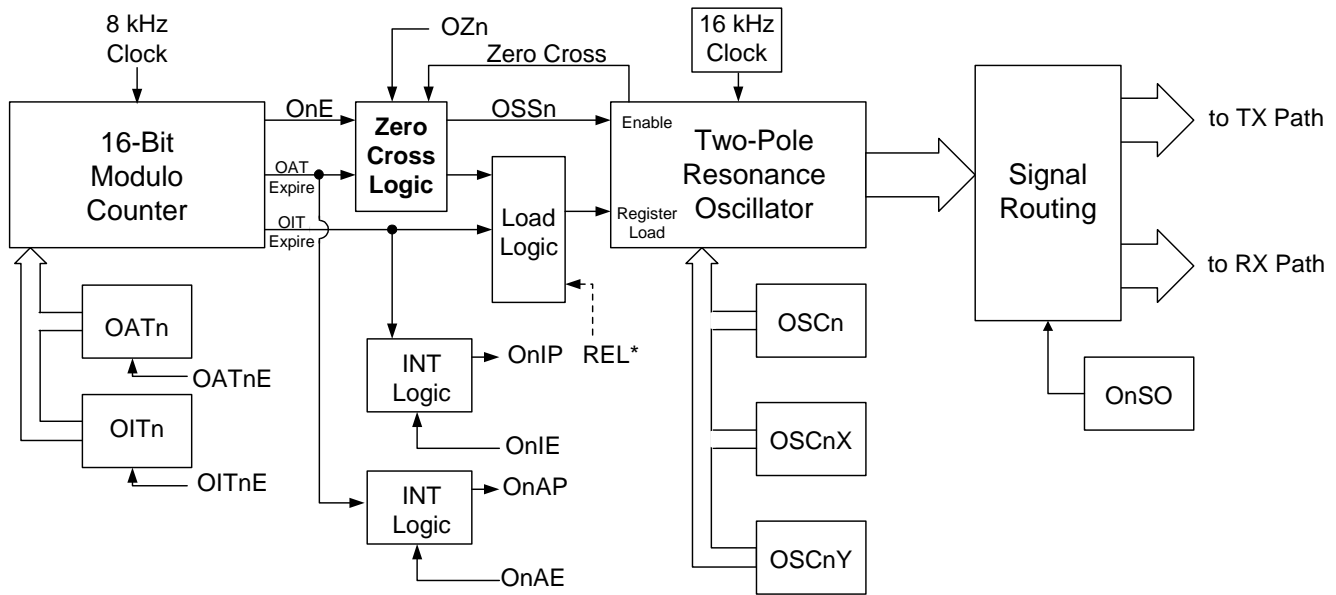 8 kHz
Clock
OZn
16 kHz
Clock
Zero Cross
OnE
OSSn
16-Bit
Modulo
Counter
OAT
Expire
OIT
Expire
Zero
Cross
Logic
Load
Logic
Enable
Register
Load
Two-Pole
Resonance
Oscillator
Signal
Routing
to TX Path
to RX Path
OATn
OATnE
OITn
OITnE
INT
Logic
OnIP
REL*
OnIE
INT
Logic
OnAP
OnAE
OSCn
OSCnX
OSCnY
OnSO